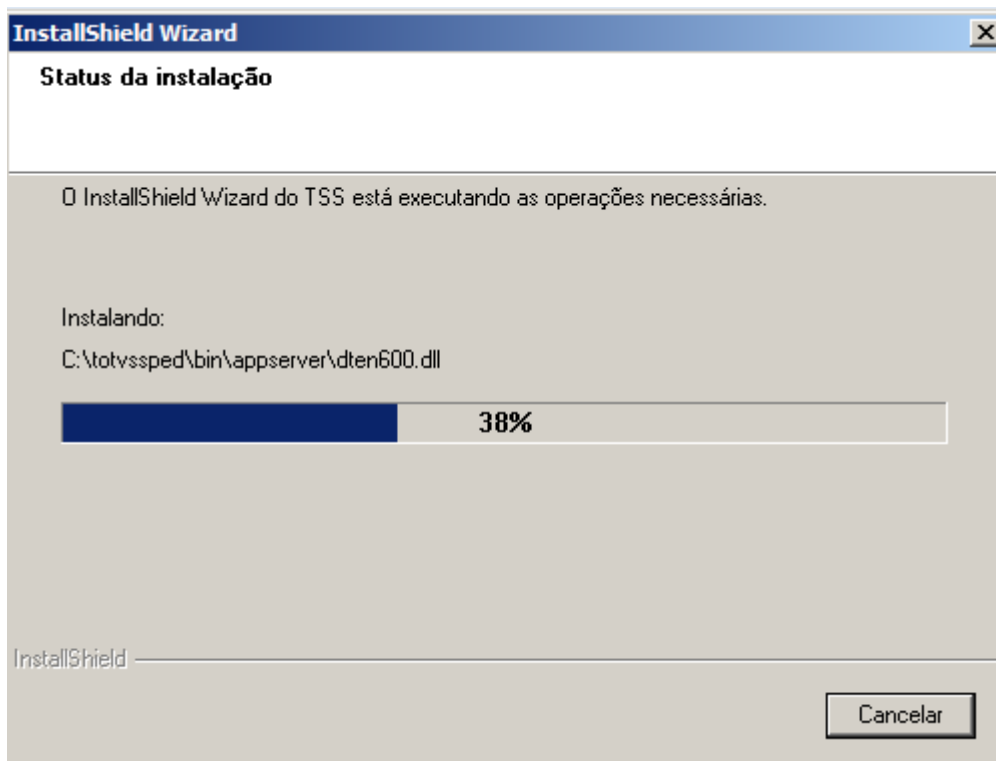 InstallShield Wizard
Status da instalação
O InstallShield Wizard do TSS está executando as operações necessárias.
Instalando:
C:\totvssped\bin\appserver\dten600.dll
38%
InstallShield
Cancelar